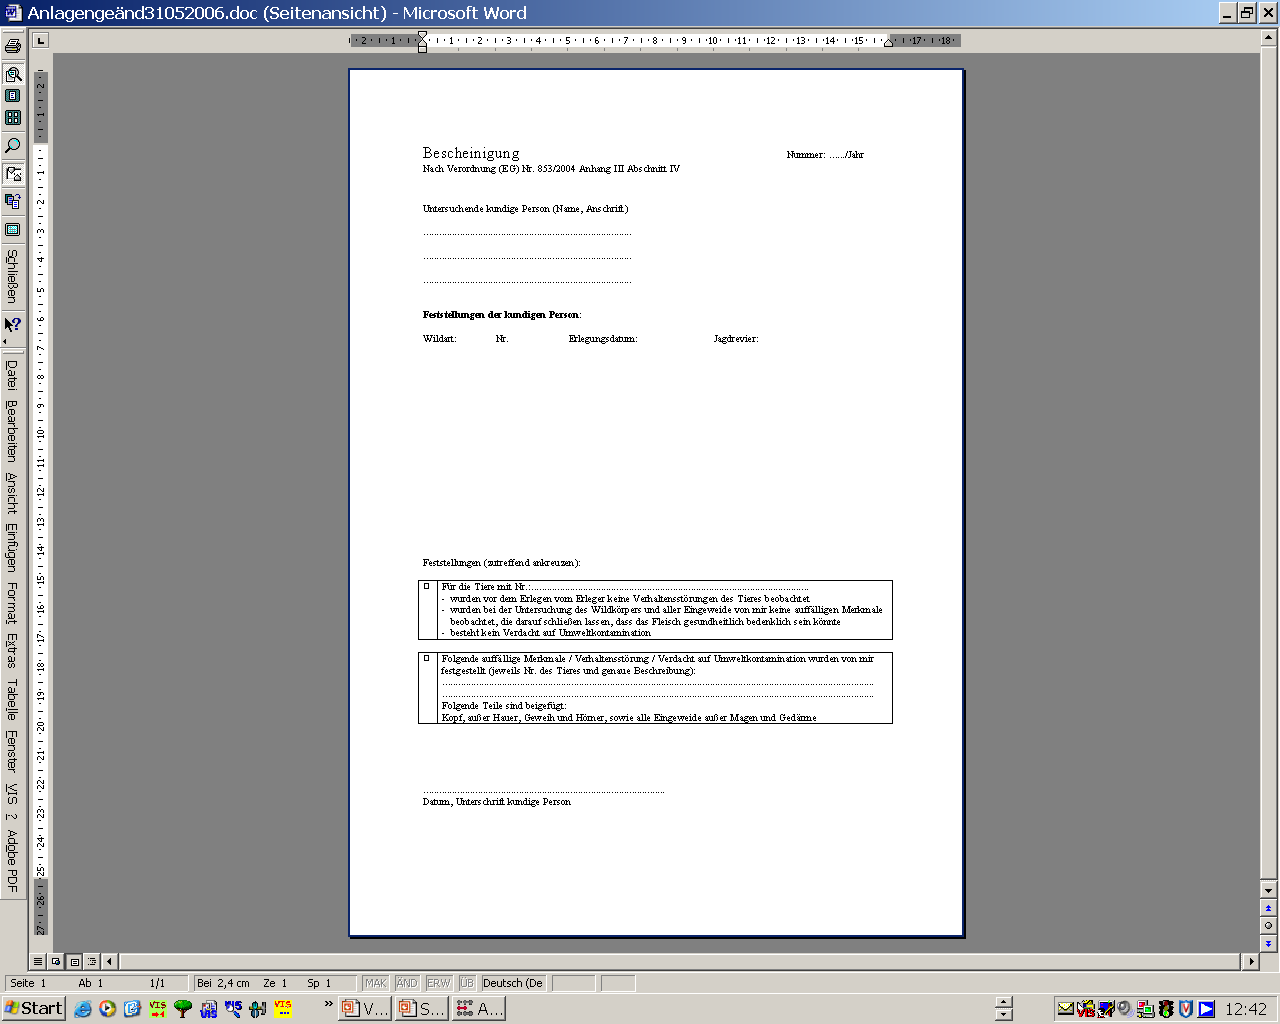 Anlagengeänd31052006.doc (Seitenansicht) - Microsoft Word
Bescheinigung
Nummer: ....../Jahr
Nach Verordnung (EG) Nr. 853/2004 Anhang III Abschnitt IV
Untersuchende kundige Person (Name, Anschrift)
Feststellungen der kundigen Person:
Wildart: Nr. Erlegungsdatum: Jagdrevier:
Feststellungen (zutreffend ankreuzen):
Für die Tiere mit Nr.:
- wurden vor dem Erlegen vom Erleger keine Verhaltensstörungen des Tieres beobachtet
- wurden bei der Untersuchung des Wildkörpers und aller Eingeweide von mir keine auffälligen Merkmale
beobachtet, die darauf schließen lassen, dass das Fleisch gesundheitlich bedenklich sein könnte
- besteht kein Verdacht auf Umweltkontamination
Folgende auffällige Merkmale / Verhaltensstörung / Verdacht auf Umweltkontamination wurden von mir
festgestellt (jeweils Nr. des Tieres und genaue Beschreibung):
Folgende Teile sind beigefügt:
Kopf, außer Hauer, Geweih und Hörner, sowie alle Eingeweide außer Magen und Gedärme
Datum, Unterschrift kundige Person
Schließen
Datei Bearbeiten Ansicht Einfügen Format Extras Tabelle Fenster VIS ? Adobe PDF
Seite 1 Ab 1 1/1 Bei 2,4 cm Ze 1 Sp 1 MAK ÄND ERW ÜB Deutsch (De
Start V... S... A... 12:42